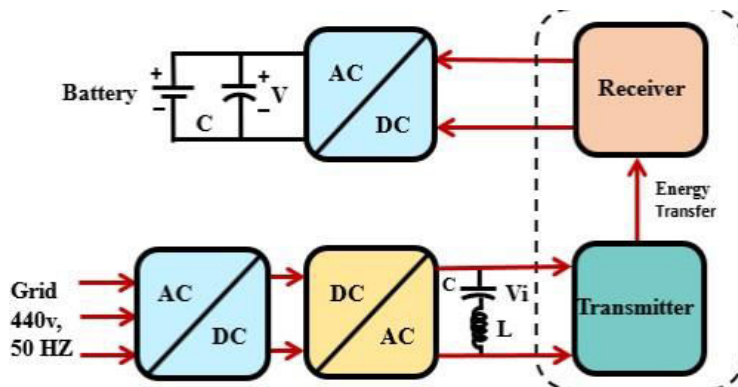 AC
DC
Battery
+
−
C
+
−
V
Receiver
Energy
Transfer
Grid
440v,
50 HZ
AC
DC
DC
AC
C
Vi
L
Transmitter